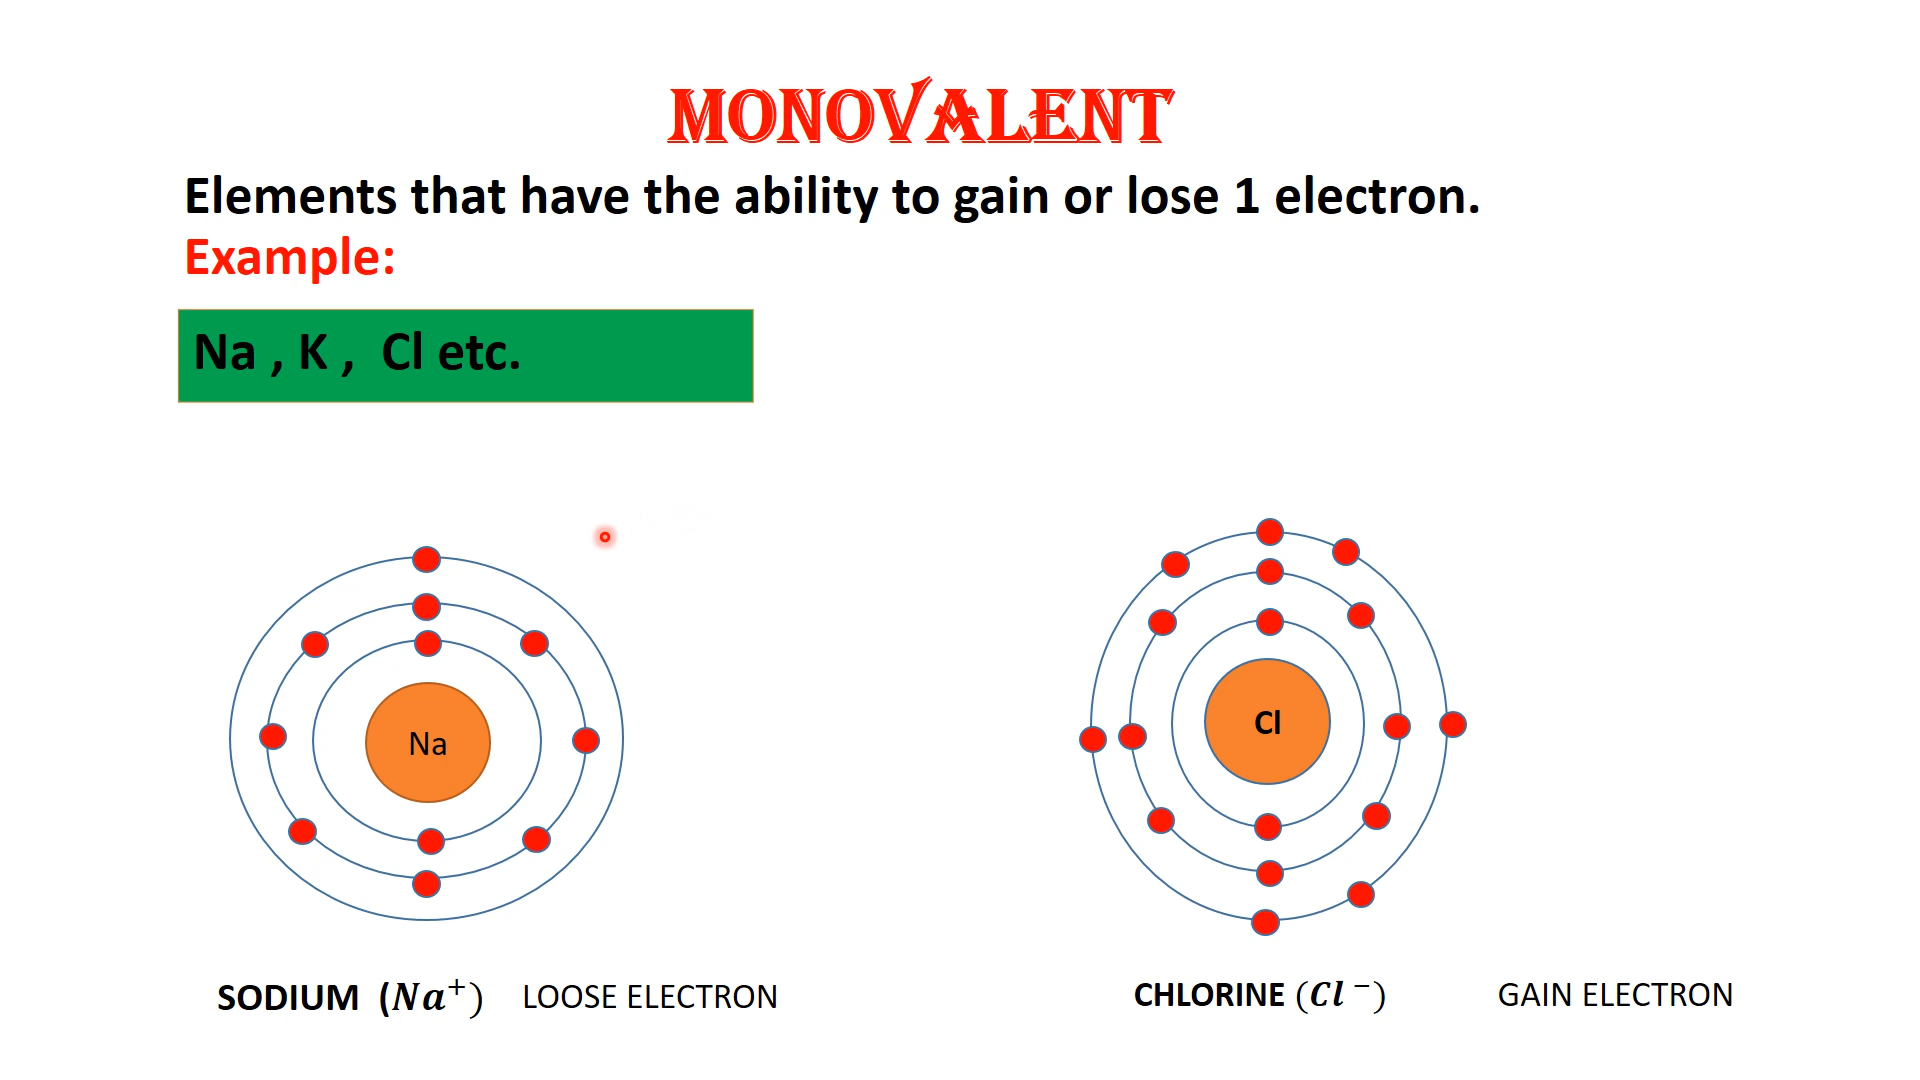 MONOVALENT
Elements that have the ability to gain or lose 1 electron.
Example:
Na , K ,  Cl etc.
Na
Cl
SODIUM (Na⁺) LOOSE ELECTRON
CHLORINE (Cl ⁻) GAIN ELECTRON